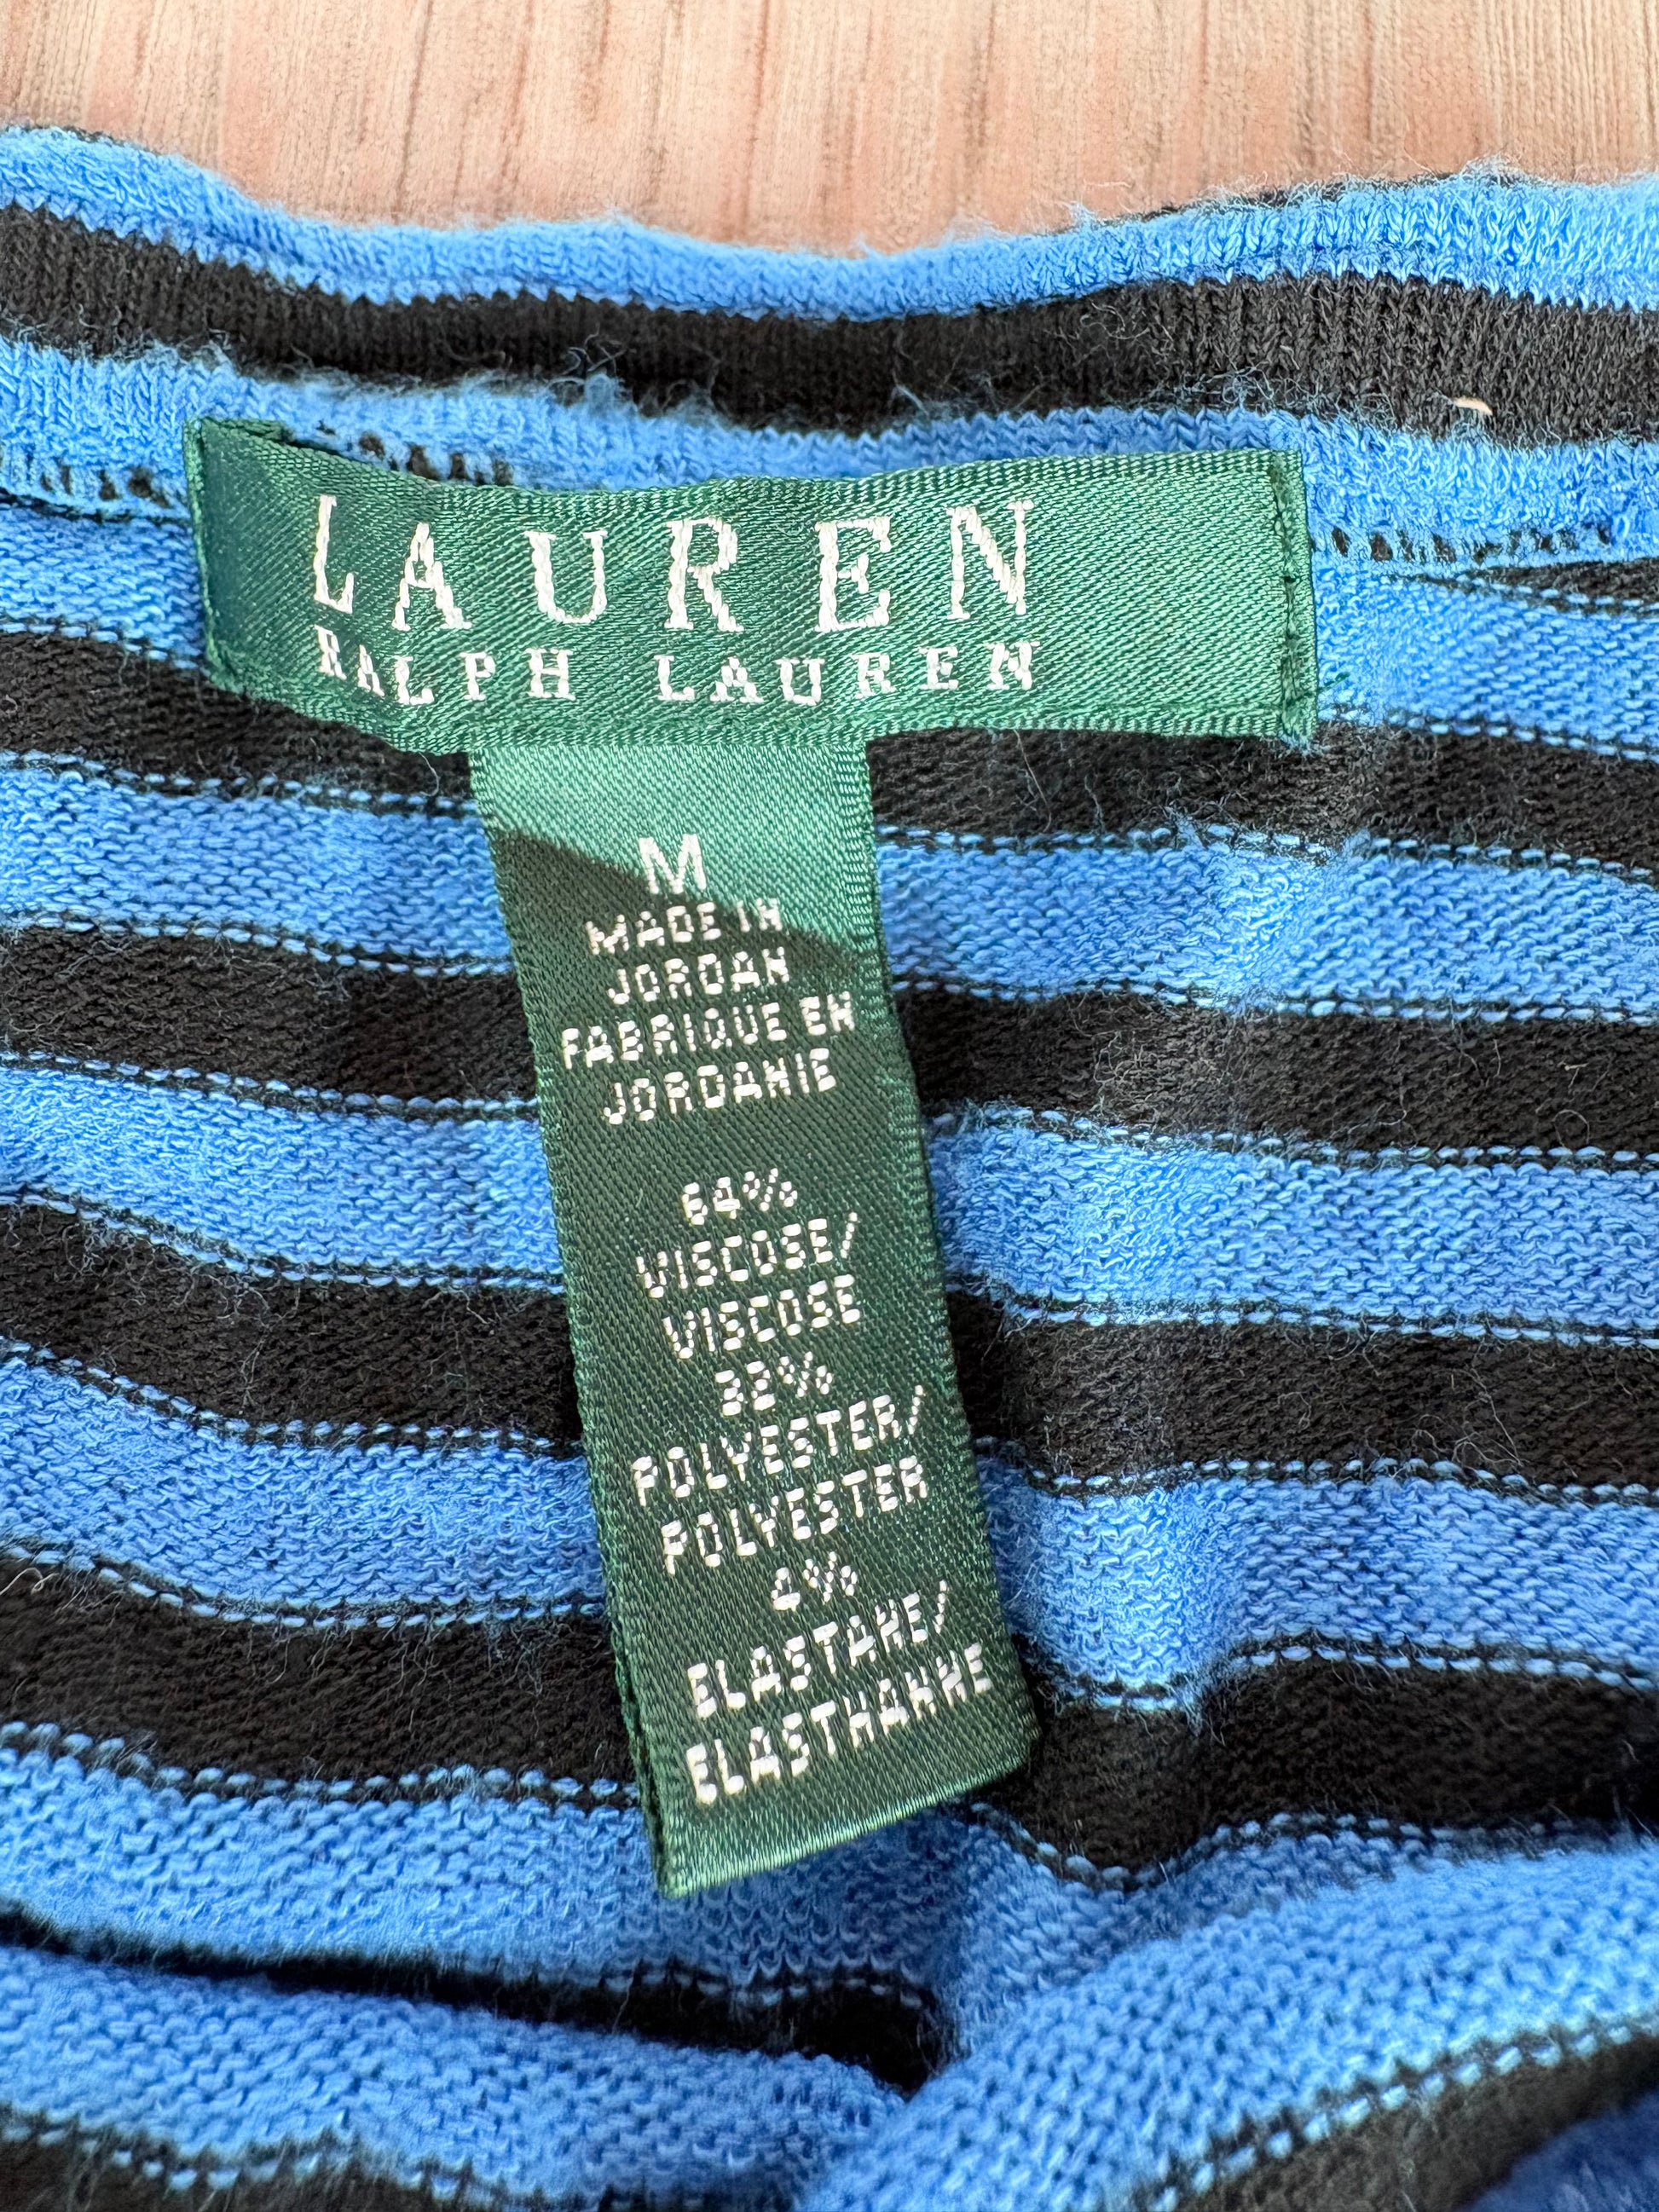 LAUREN
RALPH LAUREN
M
MADE IN
JORDAN
FABRIQUE EN
JORDANIE
64%
VISCOSE/
VISCOSE
32%
POLYESTER/
POLYESTER
4%
ELASTANE/
ELASTHANNE